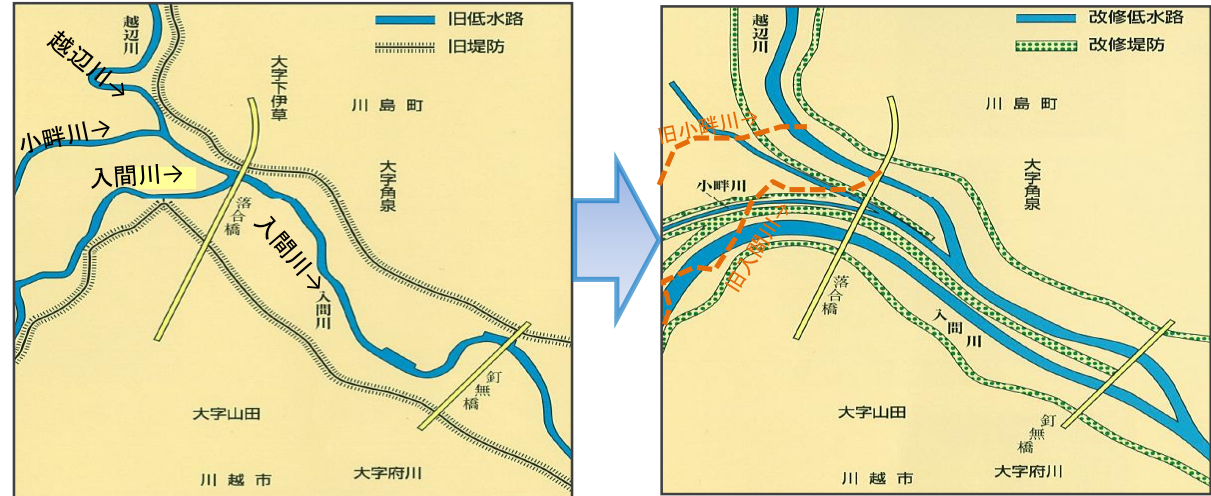 旧低水路
旧堤防
越辺川
越辺川→
大字下伊草
川島町
小畔川→
入間川→
大字角泉
落合橋
入間川→
入間川
釘無橋
大字山田
川越市
大字府川
改修低水路
改修堤防
越辺川
川島町
旧小畔川→
大字角泉
小畔川
旧入間川→
落合橋
入間川
大字山田
釘無橋
川越市
大字府川